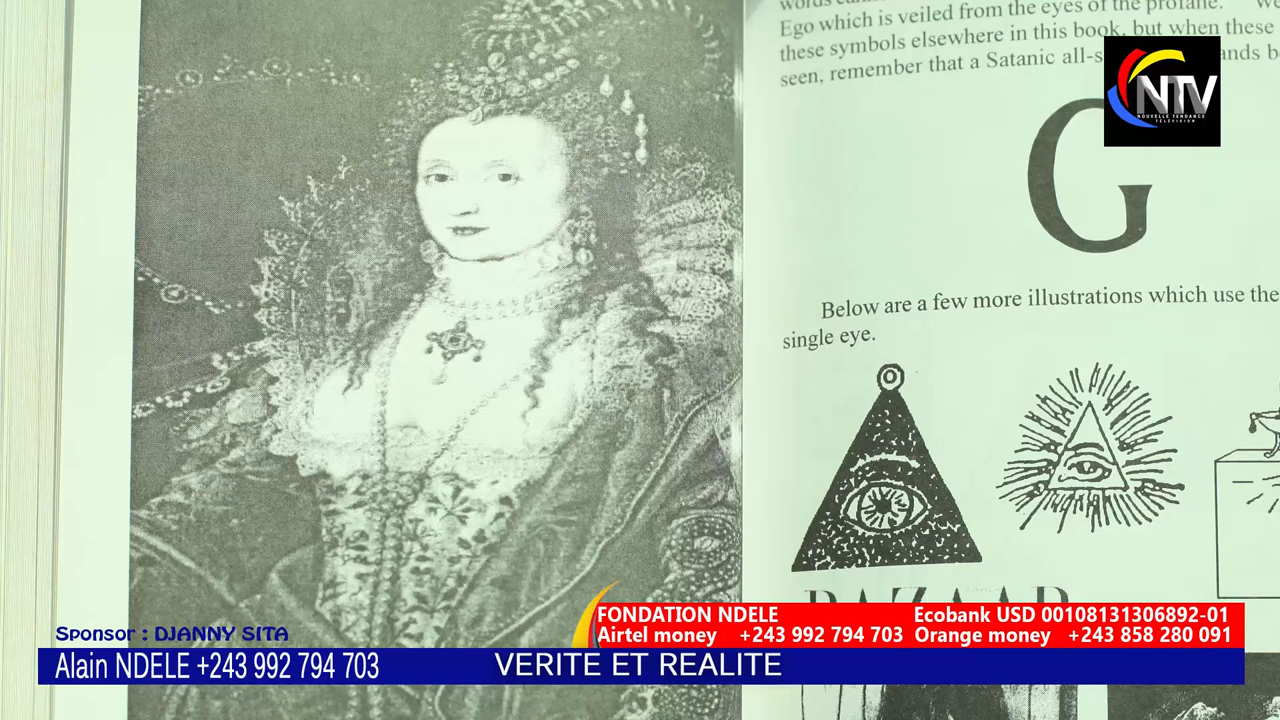 Ego which is veiled from the eyes of the profane.
these symbols elsewhere in this book, but when these
seen, remember that a Satanic
G
NTV
NOUVELLE TENDANCE
TÉLÉVISION
Below are a few more illustrations which use the
single eye.
FONDATION NDELE Ecobank USD 00108131306892-01
Airtel money +243 992 794 703 Orange money +243 858 280 091
Sponsor : DJANNY SITA
Alain NDELE +243 992 794 703 VERITE ET REALITE